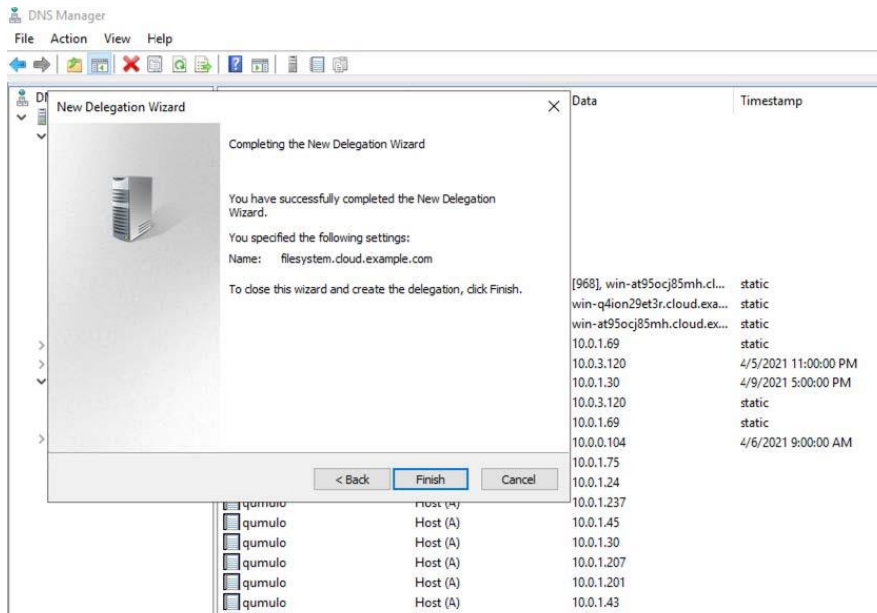 DNS Manager
File Action View Help
New Delegation Wizard
Data Timestamp
Completing the New Delegation Wizard
You have successfully completed the New Delegation
Wizard.
You specified the following settings:
Name: filesystem.cloud.example.com
To close this wizard and create the delegation, click Finish.
[968], win-at95ocj85mh.cl... static
win-q4ion29et3r.cloud.exa... static
win-at95ocj85mh.cloud.ex... static
10.0.1.69 static
10.0.3.120 4/5/2021 11:00:00 PM
10.0.1.30 4/9/2021 5:00:00 PM
10.0.3.120 static
10.0.1.69 static
10.0.0.104 4/6/2021 9:00:00 AM
10.0.1.75
< Back Finish Cancel
10.0.1.24
qumulo Host (A) 10.0.1.237
qumulo Host (A) 10.0.1.45
qumulo Host (A) 10.0.1.30
qumulo Host (A) 10.0.1.207
qumulo Host (A) 10.0.1.201
qumulo Host (A) 10.0.1.43